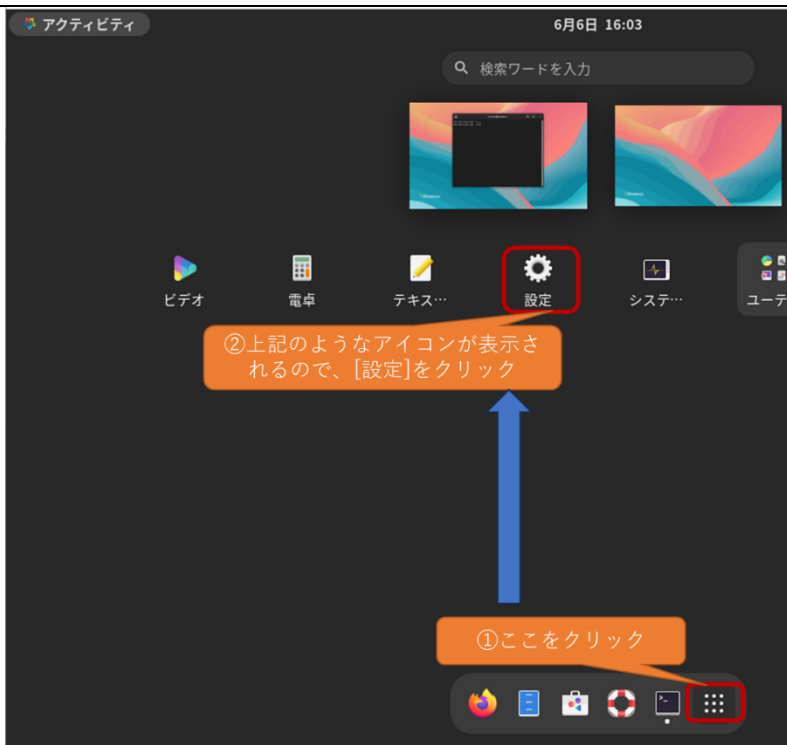 アクティビティ
6月6日 16:03
検索ワードを入力
ビデオ
電卓
テキス…
設定
システ…
ユーテ
②上記のようなアイコンが表示さ
れるので、[設定]をクリック
①ここをクリック